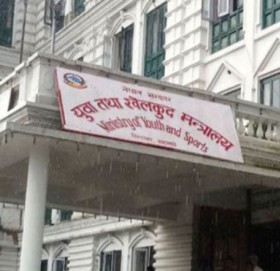 नेपाल सरकार
युवा तथा खेलकुद मन्त्रालय
Ministry of Youth and Sports